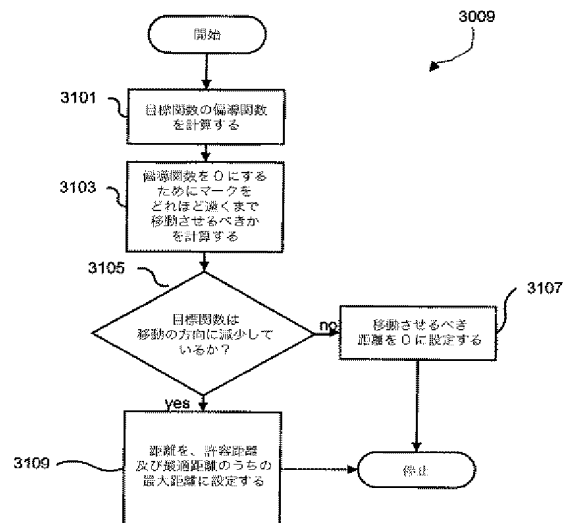 開始
3009
3101
目標関数の偏導関数
を計算する
3103
偏導関数を0にする
ためにマークを
どれほど遠くまで
移動させるべきか
を計算する
3105
目標関数は
移動の方向に減少して
いるか?
no
3107
移動させるべき
距離を0に設定する
yes
3109
距離を、許容距離
及び最適距離のうちの
最大距離に設定する
停止